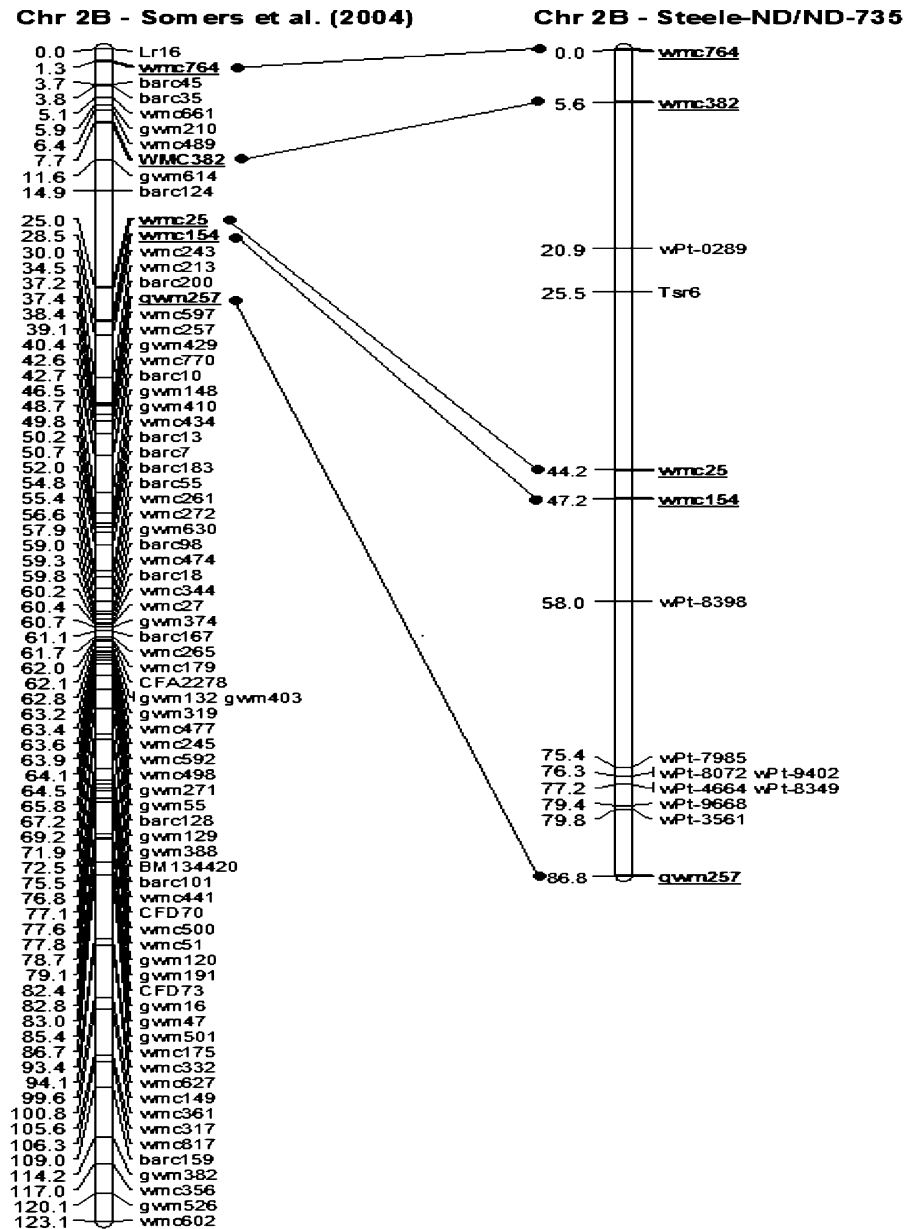 Chr 2B - Somers et al. (2004)
0.0 Lr16
1.3 wmc764
3.7 barc45
3.8 barc35
5.1 wmc661
5.9 gwm210
6.4 wmc489
7.7 WMC382
11.6 gwm614
14.9 barc124
25.0 wmc25
28.5 wmc154
30.0 wmc243
34.5 wmc213
37.2 barc200
37.4 gwm257
38.4 wmc597
39.1 wmc257
40.4 gwm429
42.6 wmc770
42.7 barc10
46.5 gwm148
48.7 gwm410
49.8 wmc434
50.2 barc13
50.7 barc7
52.0 barc183
54.8 barc55
55.4 wmc261
56.6 wmc272
57.9 gwm630
59.0 barc98
59.3 wmc474
59.8 barc18
60.2 wmc344
60.4 wmc27
60.7 gwm374
61.1 barc167
61.7 wmc265
62.0 wmc179
62.1 CFA2278
62.8 gwm132 gwm403
63.2 gwm319
63.4 wmc477
63.6 wmc245
63.9 wmc592
64.1 wmc498
64.5 gwm271
65.8 gwm55
67.2 barc128
69.2 gwm129
71.9 gwm388
72.5 BM134420
75.5 barc101
76.8 wmc441
77.1 CFD70
77.6 wmc500
77.8 wmc51
78.7 gwm120
79.1 gwm191
82.4 CFD73
82.8 gwm16
83.0 gwm47
85.4 gwm501
86.7 wmc175
93.4 wmc332
94.1 wmc627
99.6 wmc149
100.8 wmc361
105.6 wmc317
106.3 wmc817
109.0 barc159
114.2 gwm382
117.0 wmc356
120.1 gwm526
123.1 wmc602
Chr 2B - Steele-ND/ND-735
0.0 wmc764
5.6 wmc382
20.9 wPt-0289
25.5 Tsr6
44.2 wmc25
47.2 wmc154
58.0 wPt-8398
75.4 wPt-7985
76.3 wPt-8072 wPt-9402
77.2 wPt-4664 wPt-8349
79.4 wPt-9668
79.8 wPt-3561
86.8 gwm257